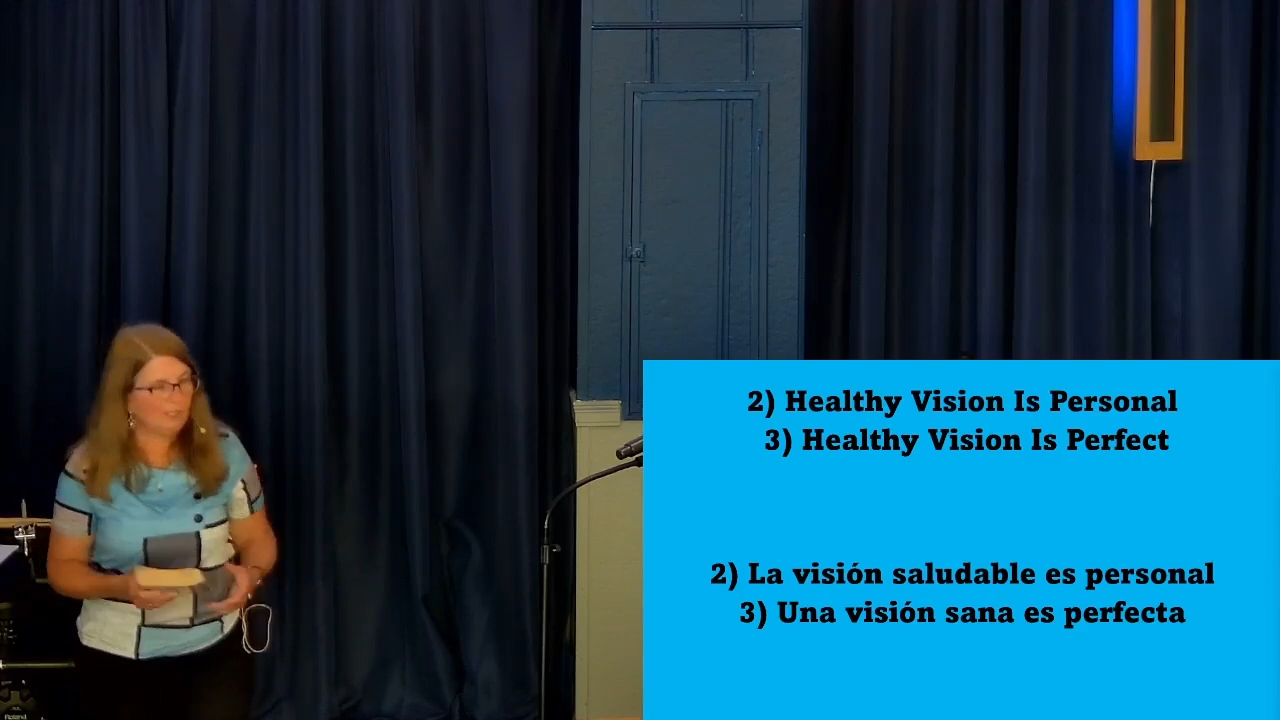 2) Healthy Vision Is Personal
3) Healthy Vision Is Perfect
2) La visión saludable es personal
3) Una visión sana es perfecta
Roland